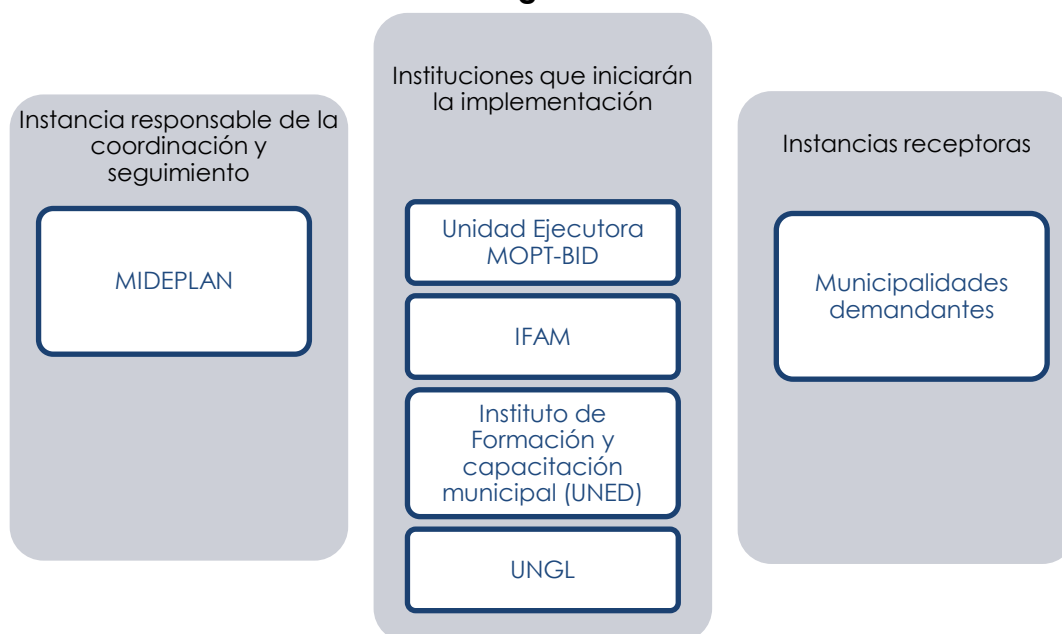 Instancia responsable de la
coordinación y
seguimiento
MIDEPLAN
Instituciones que iniciarán
la implementación
Unidad Ejecutora
MOPT-BID
IFAM
Instituto de
Formación y
capacitación
municipal (UNED)
UNGL
Instancias receptoras
Municipalidades
demandantes